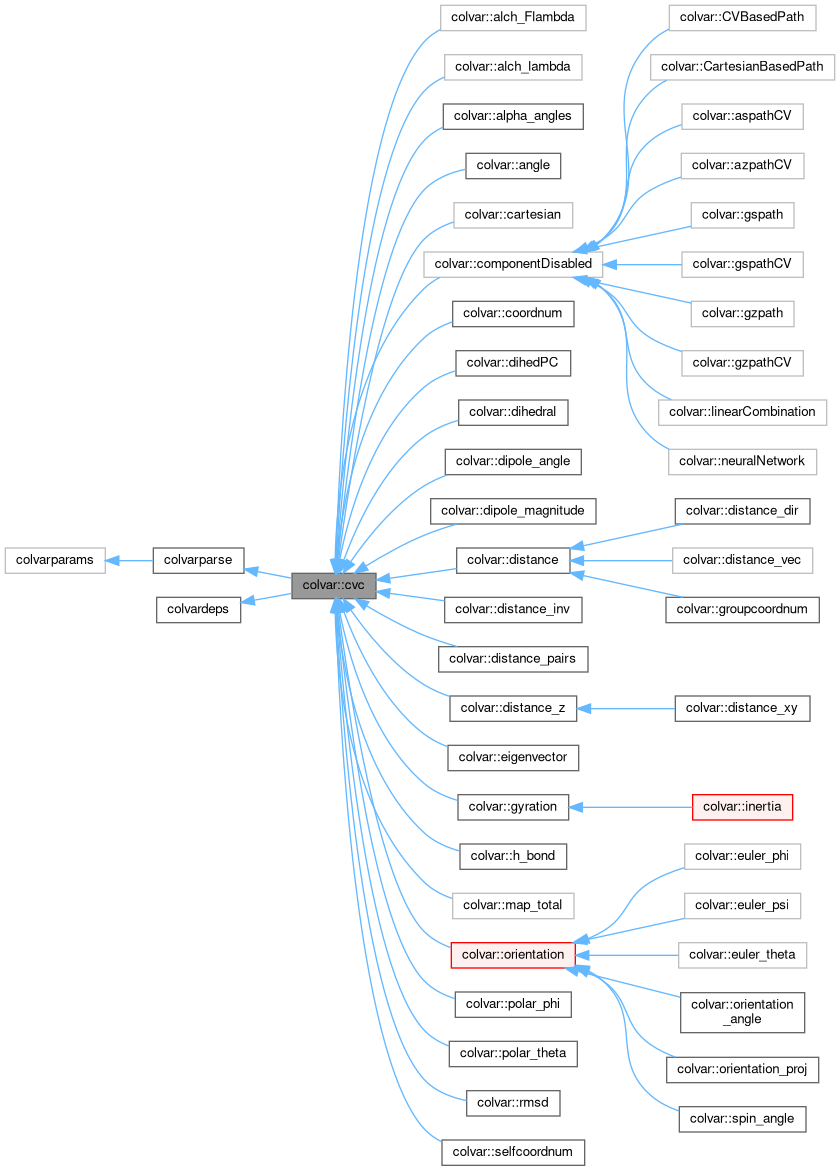 colvar::alch_Flambda
colvar::alch_lambda
colvar::alpha_angles
colvar::angle
colvar::cartesian
colvar::componentDisabled
colvar::coordnum
colvar::dihedPC
colvar::dihedral
colvar::dipole_angle
colvar::dipole_magnitude
colvar::distance
colvar::distance_inv
colvar::distance_pairs
colvar::distance_z
colvar::eigenvector
colvar::gyration
colvar::h_bond
colvar::map_total
colvar::orientation
colvar::polar_phi
colvar::polar_theta
colvar::rmsd
colvar::selfcoordnum
colvarparams
colvarparse
colvardeps
colvar::cvc
colvar::CVBasedPath
colvar::CartesianBasedPath
colvar::aspathCV
colvar::azpathCV
colvar::gspath
colvar::gspathCV
colvar::gzpath
colvar::gzpathCV
colvar::linearCombination
colvar::neuralNetwork
colvar::distance_dir
colvar::distance_vec
colvar::groupcoordnum
colvar::distance_xy
colvar::inertia
colvar::euler_phi
colvar::euler_psi
colvar::euler_theta
colvar::orientation
_angle
colvar::orientation_proj
colvar::spin_angle